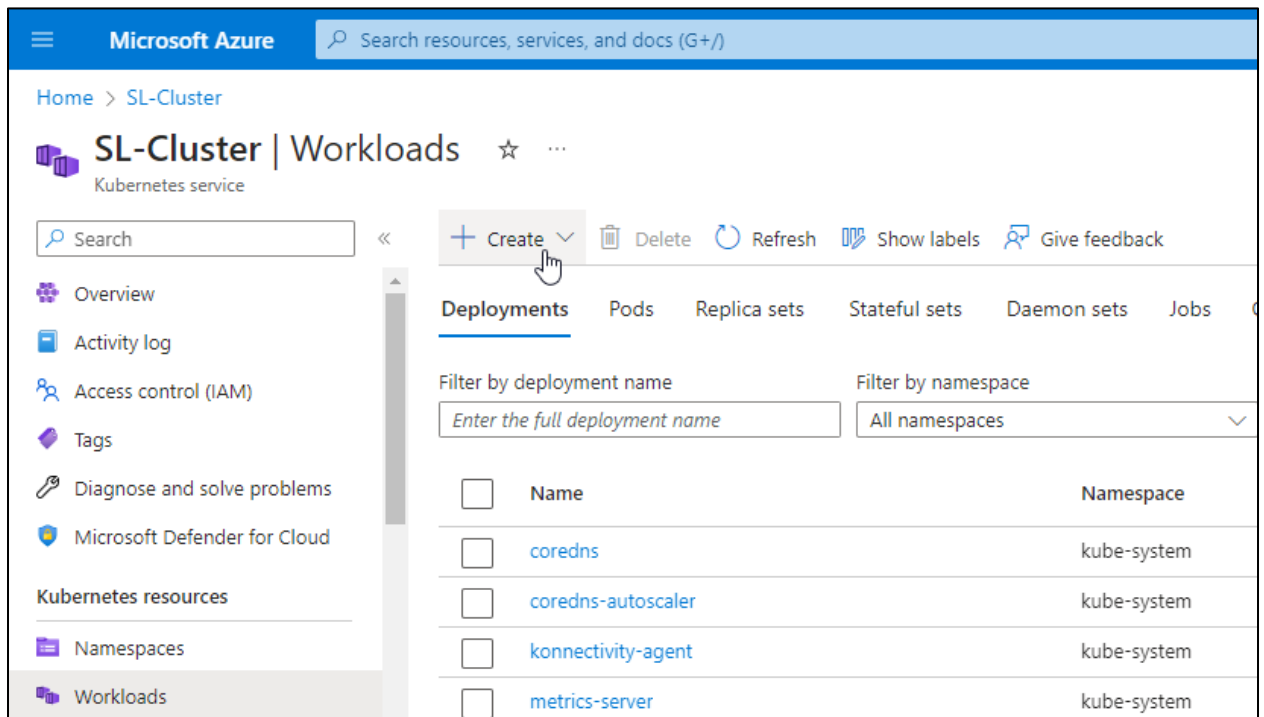 Microsoft Azure
Search resources, services, and docs (G+/)
Home > SL-Cluster
SL-Cluster | Workloads
Kubernetes service
Search
Overview
Activity log
Access control (IAM)
Tags
Diagnose and solve problems
Microsoft Defender for Cloud
Kubernetes resources
Namespaces
Workloads
Create Delete Refresh Show labels Give feedback
Deployments Pods Replica sets Stateful sets Daemon sets Jobs
Filter by deployment name Filter by namespace
Enter the full deployment name All namespaces
Name Namespace
coredns kube-system
coredns-autoscaler kube-system
konnectivity-agent kube-system
metrics-server kube-system